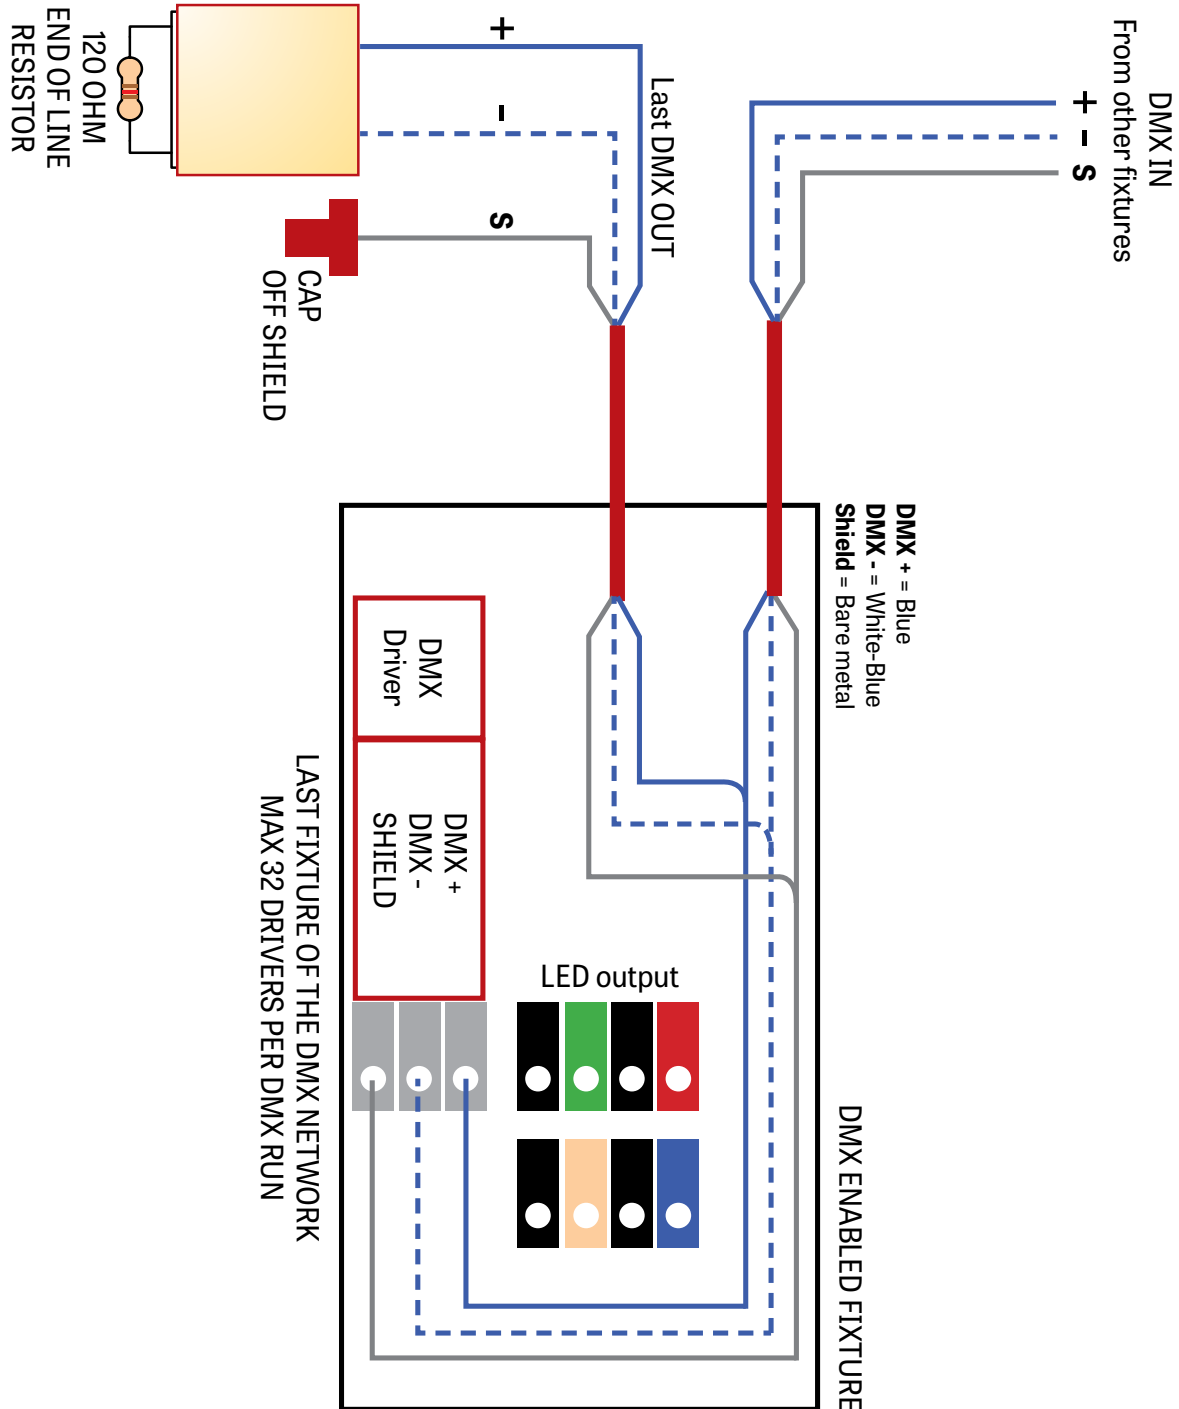 DMX IN
From other fixtures
+
-
S
Last DMX OUT
+
-
S
120 OHM
END OF LINE
RESISTOR
CAP
OFF SHIELD
DMX + = Blue
DMX - = White-Blue
Shield = Bare metal
DMX
Driver
DMX +
DMX -
SHIELD
LED output
DMX ENABLED FIXTURE
LAST FIXTURE OF THE DMX NETWORK
MAX 32 DRIVERS PER DMX RUN